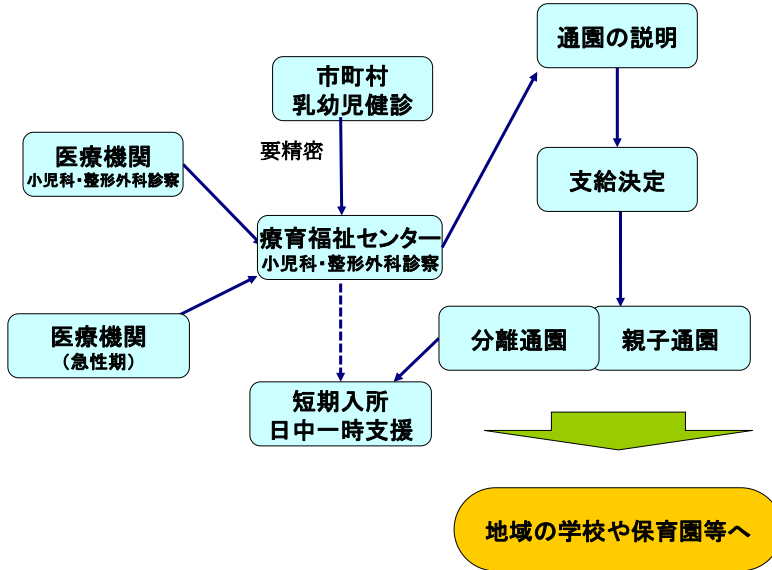 通園の説明
市町村
乳幼児健診
要精密
医療機関
小児科・整形外科診察
支給決定
療育福祉センター
小児科・整形外科診察
医療機関
（急性期）
分離通園
親子通園
短期入所
日中一時支援
地域の学校や保育園等へ